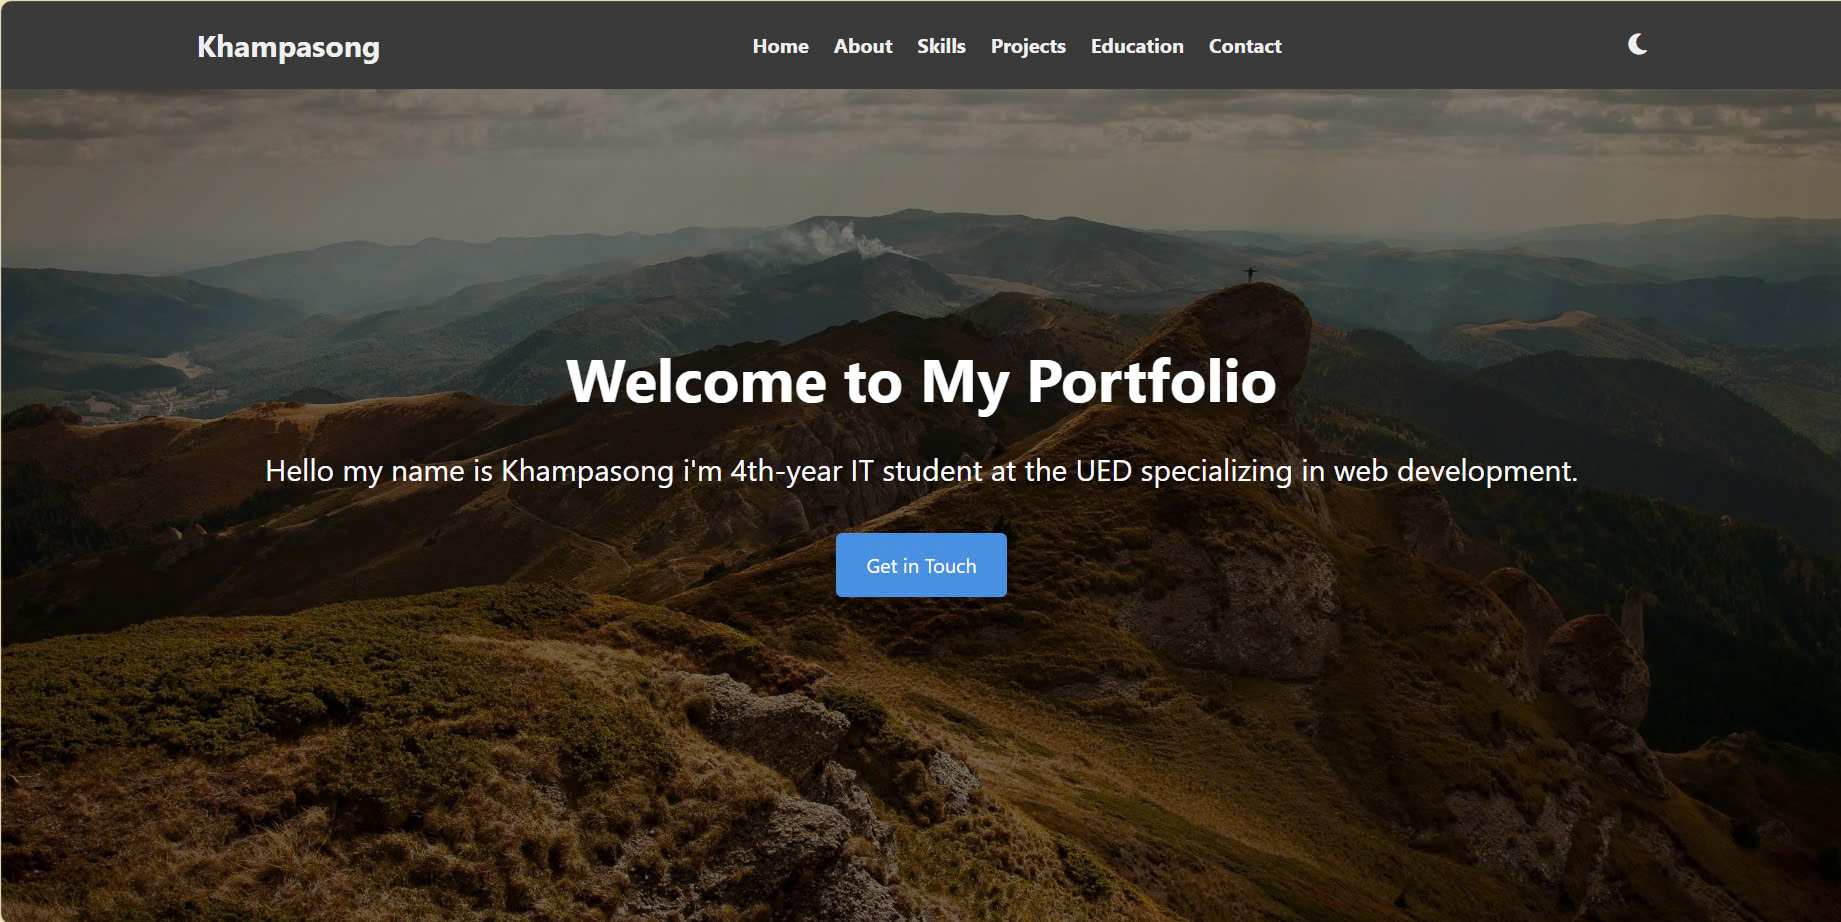 Khampasong
Home About Skills Projects Education Contact
Welcome to My Portfolio
Hello my name is Khampasong i'm 4th-year IT student at the UED specializing in web development.
Get in Touch